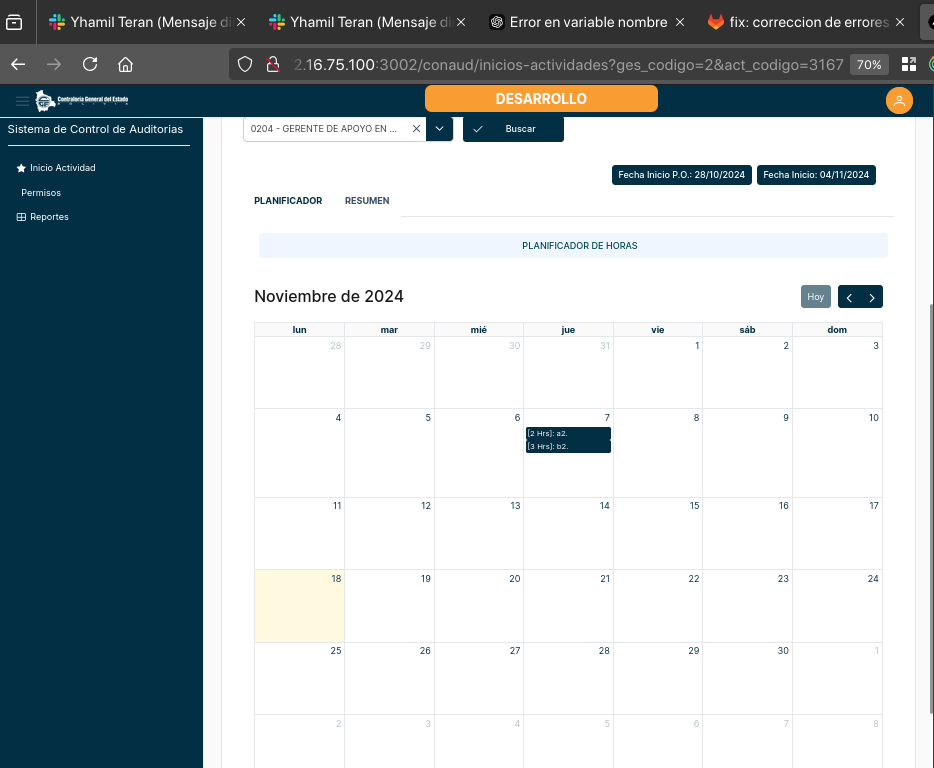 Yhamil Teran (Mensaje di
Yhamil Teran (Mensaje di
Error en variable nombre
fix: correccion de errores
2.16.75.100:3002/conaud/inicios-actividades?ges_codigo=2&act_codigo=3167
70%
Contraloría General del Estado
DESARROLLO
Sistema de Control de Auditorias
Inicio Actividad
Permisos
Reportes
0204 - GERENTE DE APOYO EN ...
Buscar
Fecha Inicio P.O.: 28/10/2024
Fecha Inicio: 04/11/2024
PLANIFICADOR
RESUMEN
PLANIFICADOR DE HORAS
Noviembre de 2024
Hoy
lun mar mié jue vie sáb dom
28 29 30 31 1 2 3
4 5 6 7 8 9 10
[2 Hrs]: a2.
[3 Hrs]: b2.
11 12 13 14 15 16 17
18 19 20 21 22 23 24
25 26 27 28 29 30 1
2 3 4 5 6 7 8